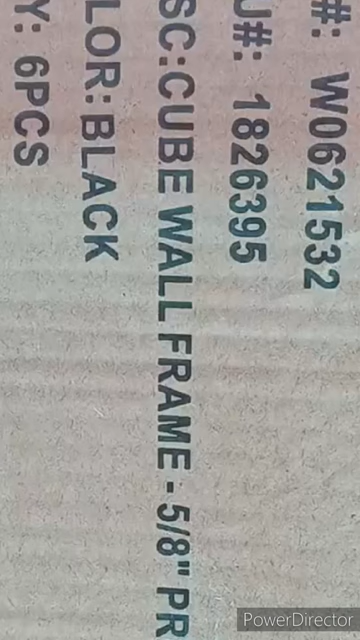 #: W0621532
U#: 1826395
SC:CUBE WALL FRAME - 5/8" PR
LOR:BLACK
Y: 6PCS
PowerDirector